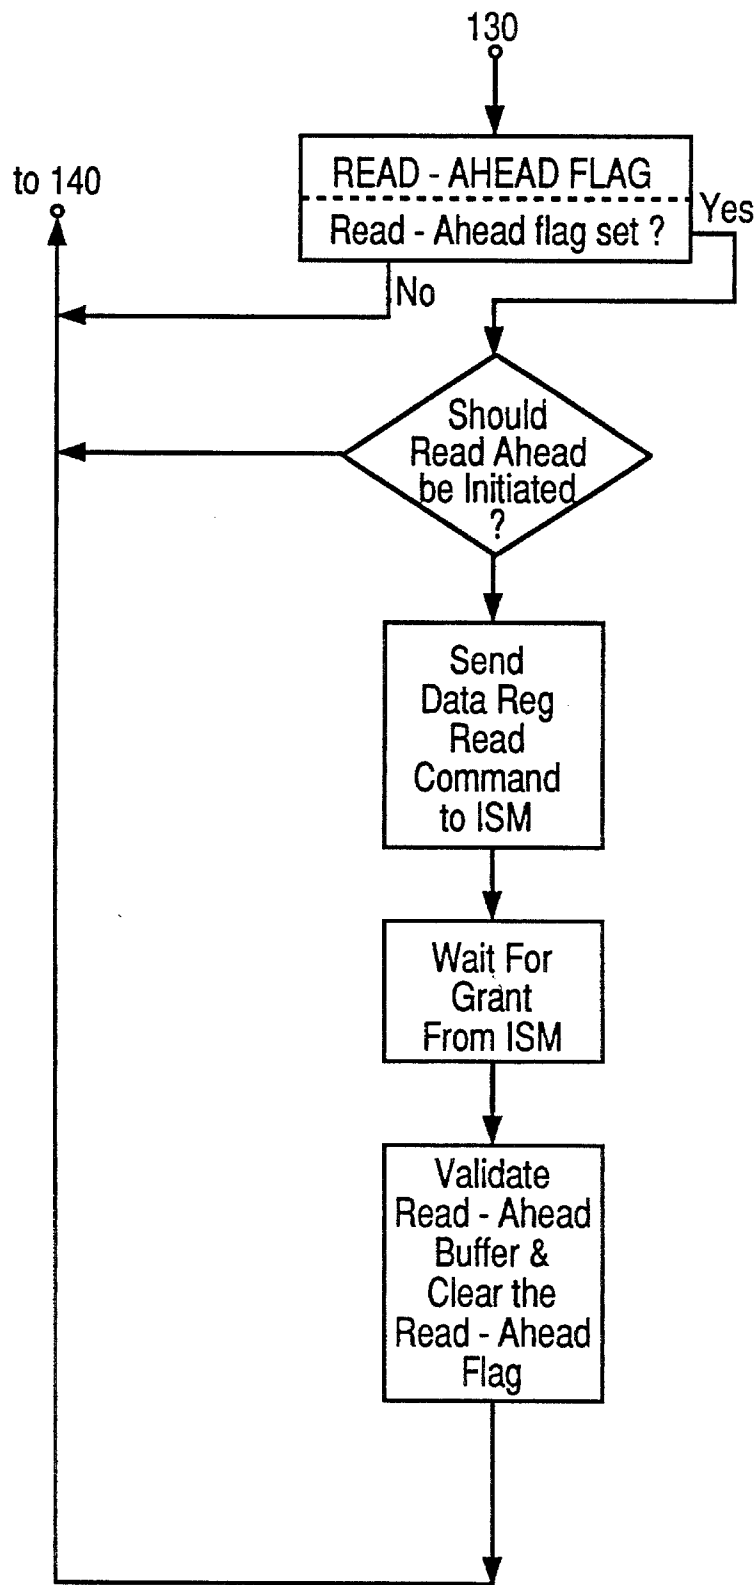 130
to 140
READ - AHEAD FLAG
Read - Ahead flag set ?
Yes
No
Should
Read Ahead
be Initiated
?
Send
Data Reg
Read
Command
to ISM
Wait For
Grant
From ISM
Validate
Read - Ahead
Buffer &
Clear the
Read - Ahead
Flag